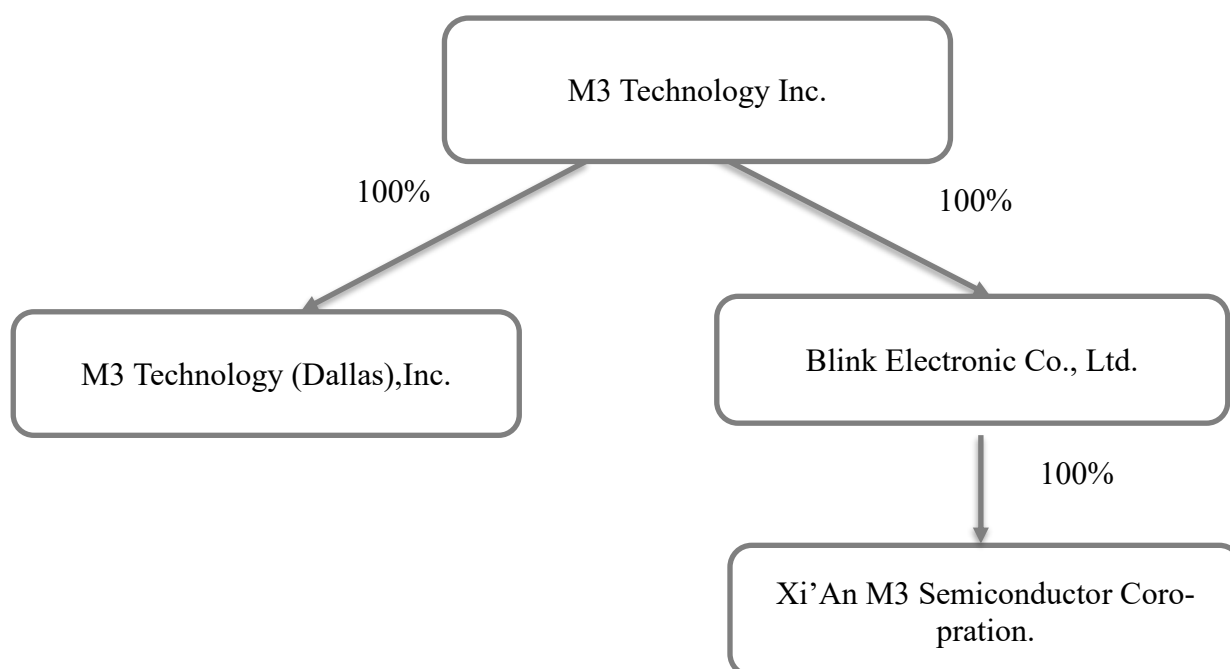 M3 Technology Inc.
100%
100%
M3 Technology (Dallas),Inc.
Blink Electronic Co., Ltd.
100%
Xi’An M3 Semiconductor Coro-
pration.